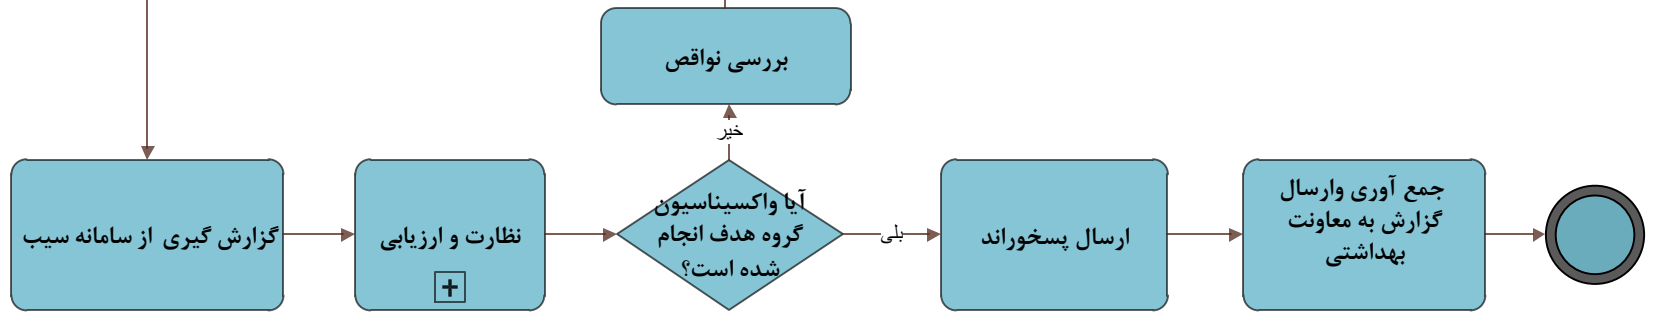 بررسی نواقص
خیر
گزارش گیری از سامانه سیب
نظارت و ارزیابی
آیا واکسیناسیون
گروه هدف انجام
شده است؟
بلی
ارسال پسخوراند
جمع آوری وارسال
گزارش به معاونت
بهداشتی